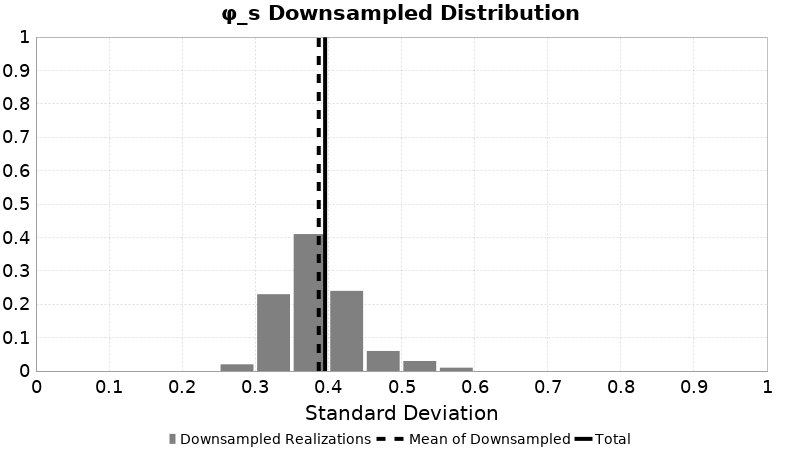 φ_s Downsampled Distribution
1
0.9
0.8
0.7
0.6
0.5
0.4
0.3
0.2
0.1
0
0 0.1 0.2 0.3 0.4 0.5 0.6 0.7 0.8 0.9 1
Standard Deviation
Downsampled Realizations Mean of Downsampled Total